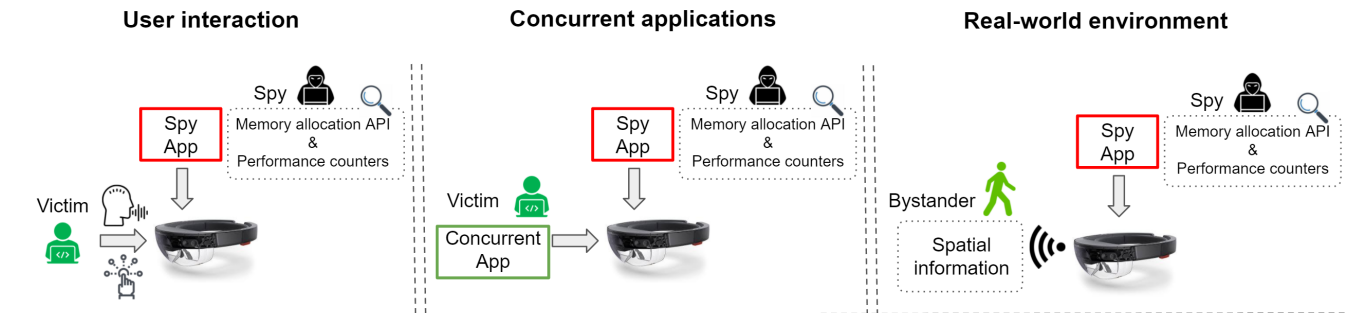 User interaction
Spy
Spy
App
Memory allocation API
&
Performance counters
Victim
</>
Concurrent applications
Spy
Spy
App
Memory allocation API
&
Performance counters
Victim
</>
Concurrent
App
Real-world environment
Spy
Spy
App
Memory allocation API
&
Performance counters
Bystander
Spatial
information